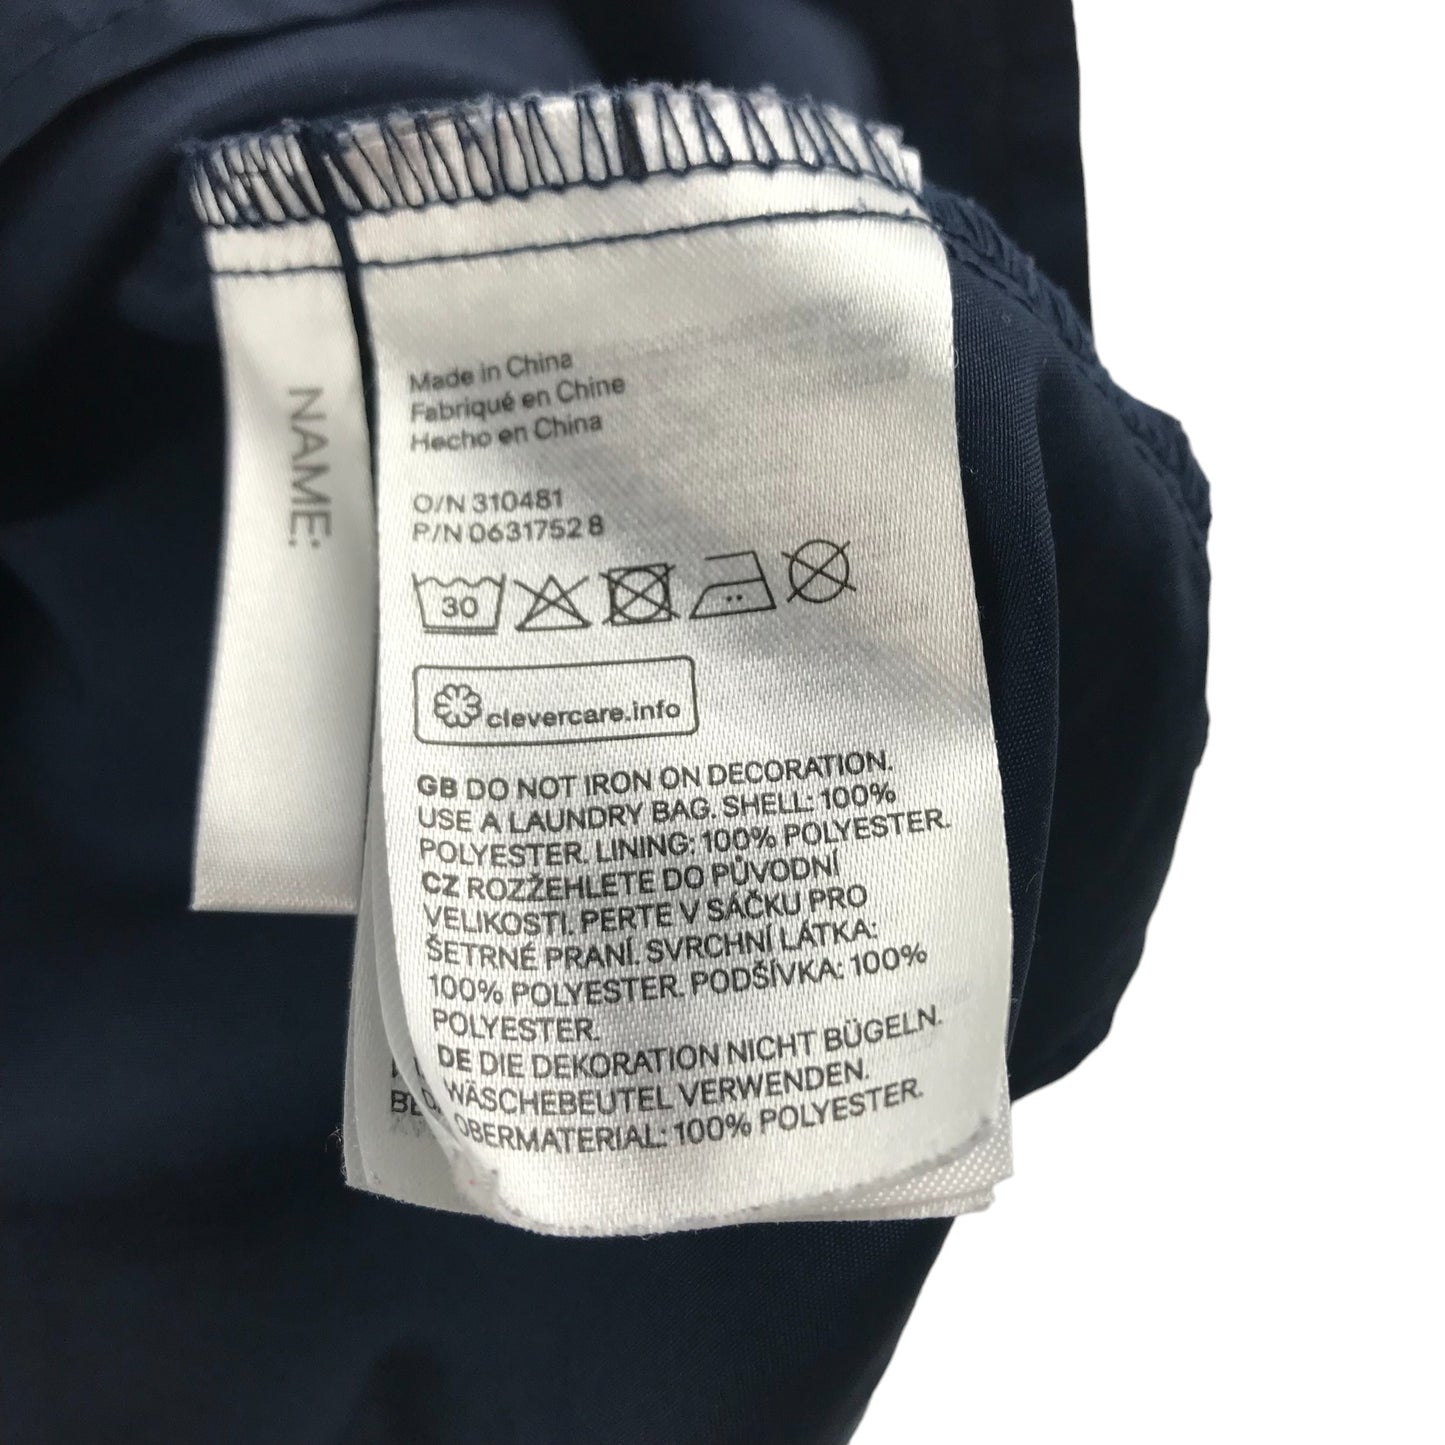 NAME:
Made in China
Fabriqué en Chine
Hecho en China
O/N 310481
P/N 0631752 8
30
clevercare.info
GB DO NOT IRON ON DECORATION.
USE A LAUNDRY BAG. SHELL: 100%
POLYESTER. LINING: 100% POLYESTER.
CZ ROZŽEHLETE DO PŮVODNÍ
VELIKOSTI. PERTE V SÁČKU PRO
ŠETRNÉ PRANÍ. SVRCHNÍ LÁTKA:
100% POLYESTER. PODŠÍVKA: 100%
POLYESTER.
DE DIE DEKORATION NICHT BÜGELN.
WÄSCHEBEUTEL VERWENDEN.
OBERMATERIAL: 100% POLYESTER.